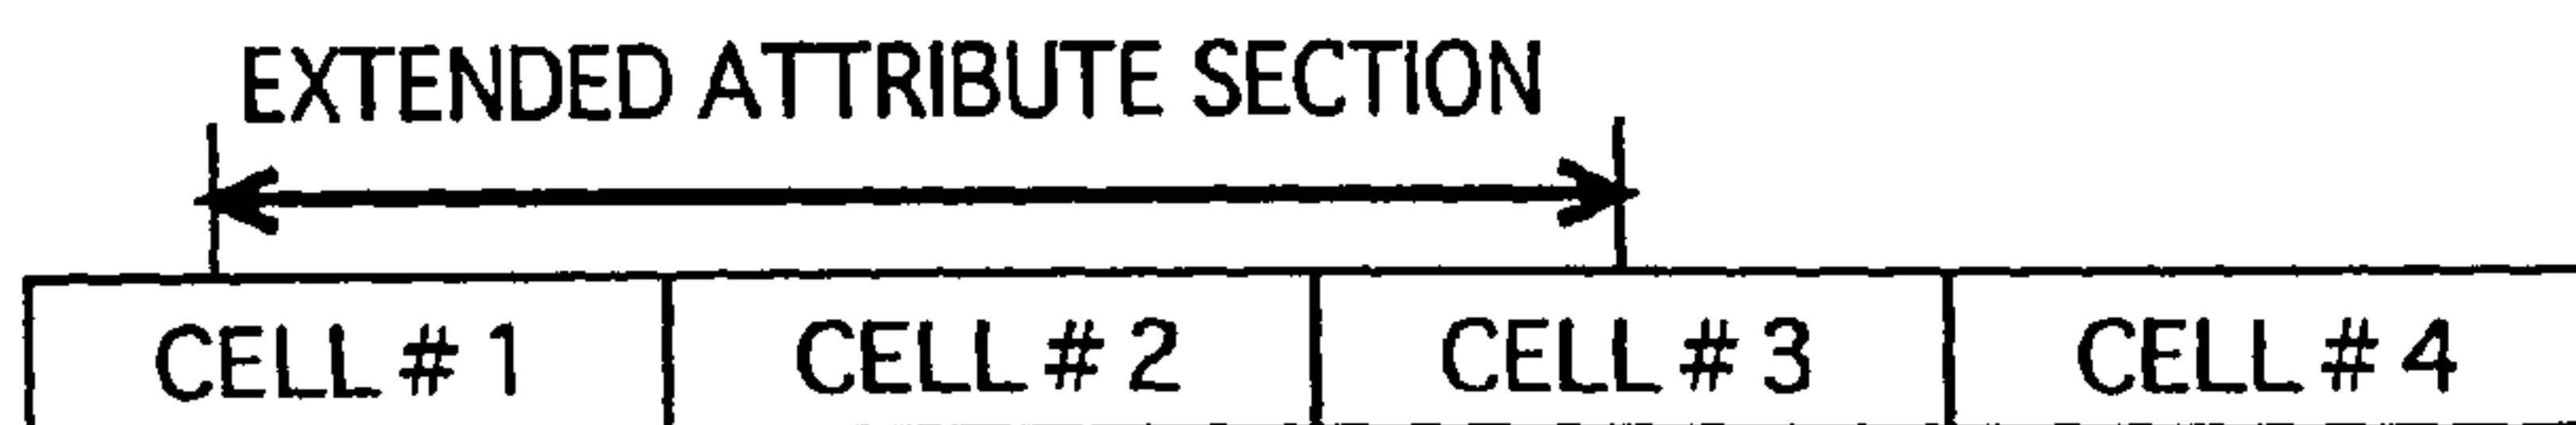 EXTENDED ATTRIBUTE SECTION
CELL # 1 CELL # 2 CELL # 3 CELL # 4